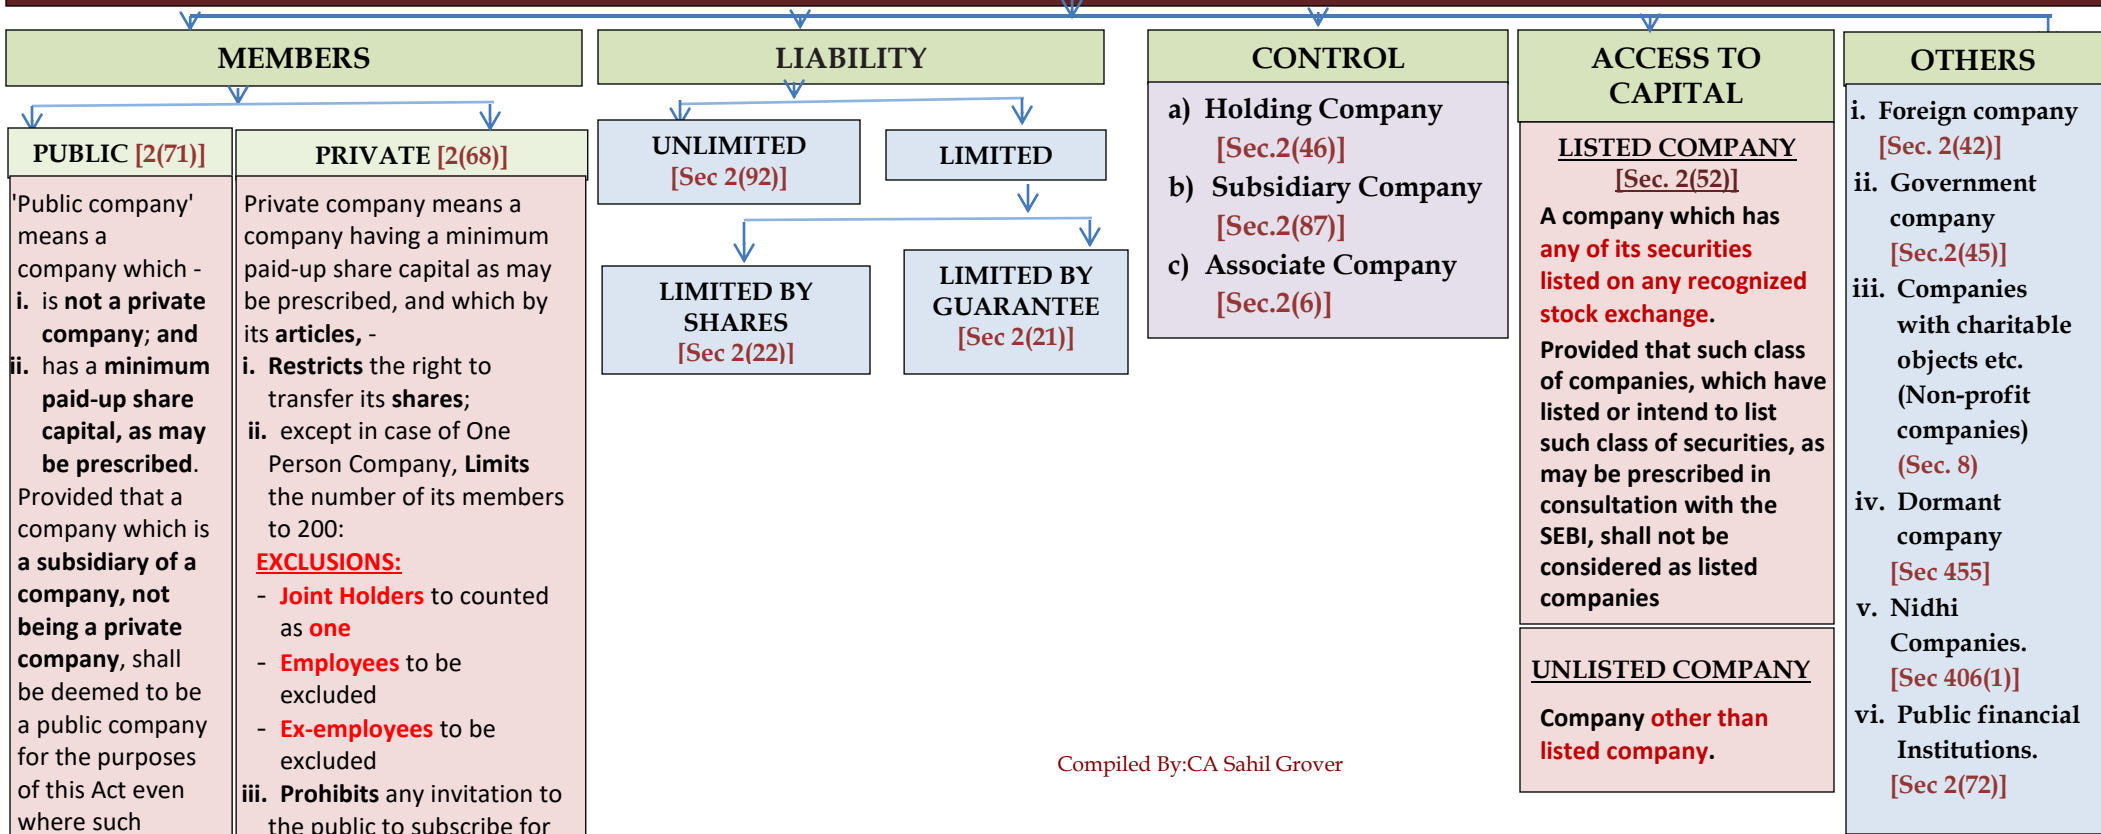 MEMBERS
PUBLIC [2(71)]
'Public company'
means a
company which -
i. is not a private
company; and
ii. has a minimum
paid-up share
capital, as may
be prescribed.
Provided that a
company which is
a subsidiary of a
company, not
being a private
company, shall
be deemed to be
a public company
for the purposes
of this Act even
where such
PRIVATE [2(68)]
Private company means a
company having a minimum
paid-up share capital as may
be prescribed, and which by
its articles, -
i. Restricts the right to
transfer its shares;
ii. except in case of One
Person Company, Limits
the number of its members
to 200:
EXCLUSIONS:
- Joint Holders to counted
as one
- Employees to be
excluded
- Ex-employees to be
excluded
iii. Prohibits any invitation to
the public to subscribe for
LIABILITY
UNLIMITED
[Sec 2(92)]
LIMITED
LIMITED BY
SHARES
[Sec 2(22)]
LIMITED BY
GUARANTEE
[Sec 2(21)]
CONTROL
a) Holding Company
[Sec.2(46)]
b) Subsidiary Company
[Sec.2(87)]
c) Associate Company
[Sec.2(6)]
ACCESS TO
CAPITAL
LISTED COMPANY
[Sec. 2(52)]
A company which has
any of its securities
listed on any recognized
stock exchange.
Provided that such class
of companies, which have
listed or intend to list
such class of securities, as
may be prescribed in
consultation with the
SEBI, shall not be
considered as listed
companies
UNLISTED COMPANY
Company other than
listed company.
OTHERS
i. Foreign company
[Sec. 2(42)]
ii. Government
company
[Sec.2(45)]
iii. Companies
with charitable
objects etc.
(Non-profit
companies)
(Sec. 8)
iv. Dormant
company
[Sec 455]
v. Nidhi
Companies.
[Sec 406(1)]
vi. Public financial
Institutions.
[Sec 2(72)]
Compiled By:CA Sahil Grover